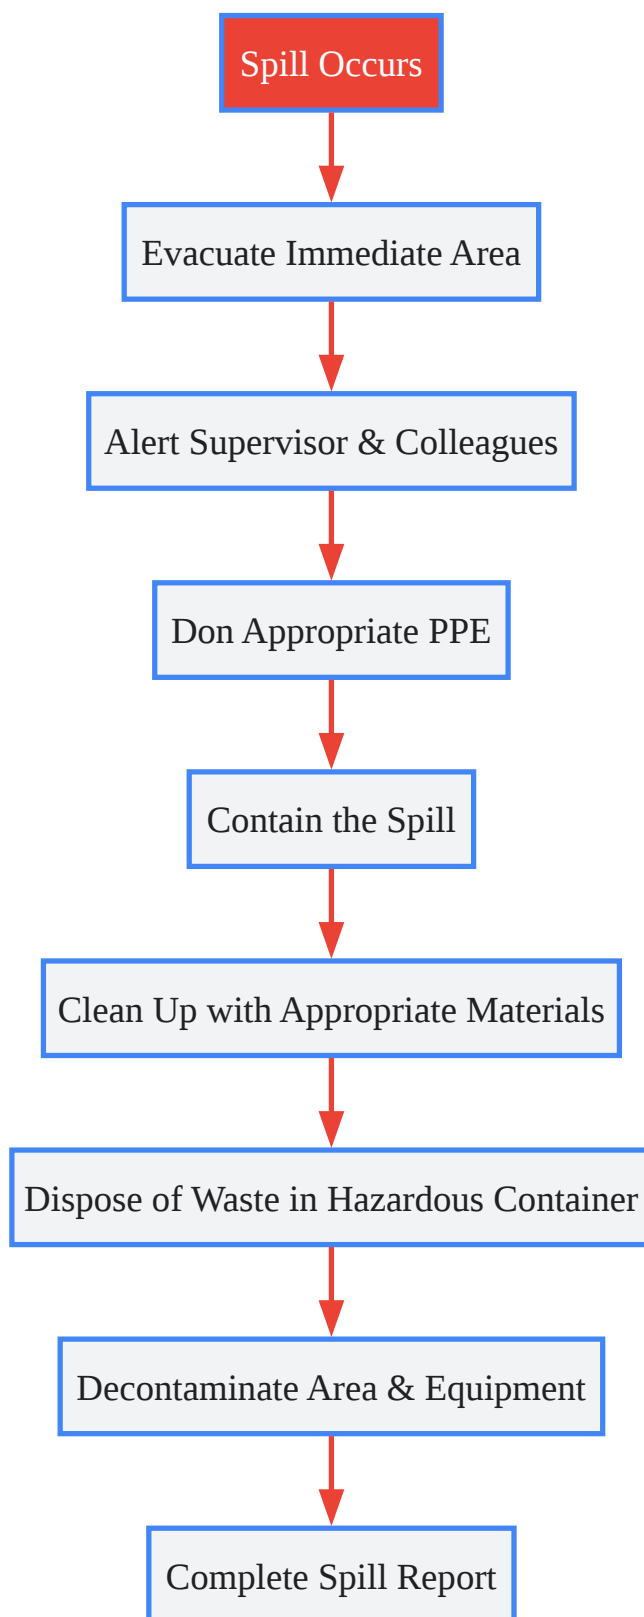 Spill Occurs
Evacuate Immediate Area
Alert Supervisor & Colleagues
Don Appropriate PPE
Contain the Spill
Clean Up with Appropriate Materials
Dispose of Waste in Hazardous Container
Decontaminate Area & Equipment
Complete Spill Report